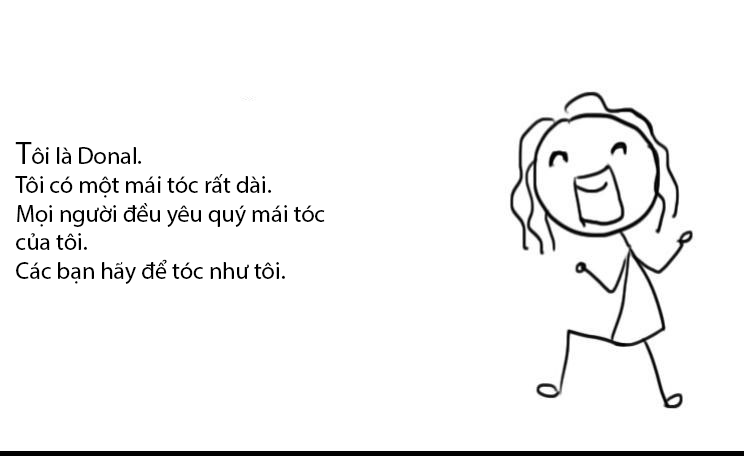 Tôi là Donal.
Tôi có một mái tóc rất dài.
Mọi người đều yêu quý mái tóc
của tôi.
Các bạn hãy để tóc như tôi.